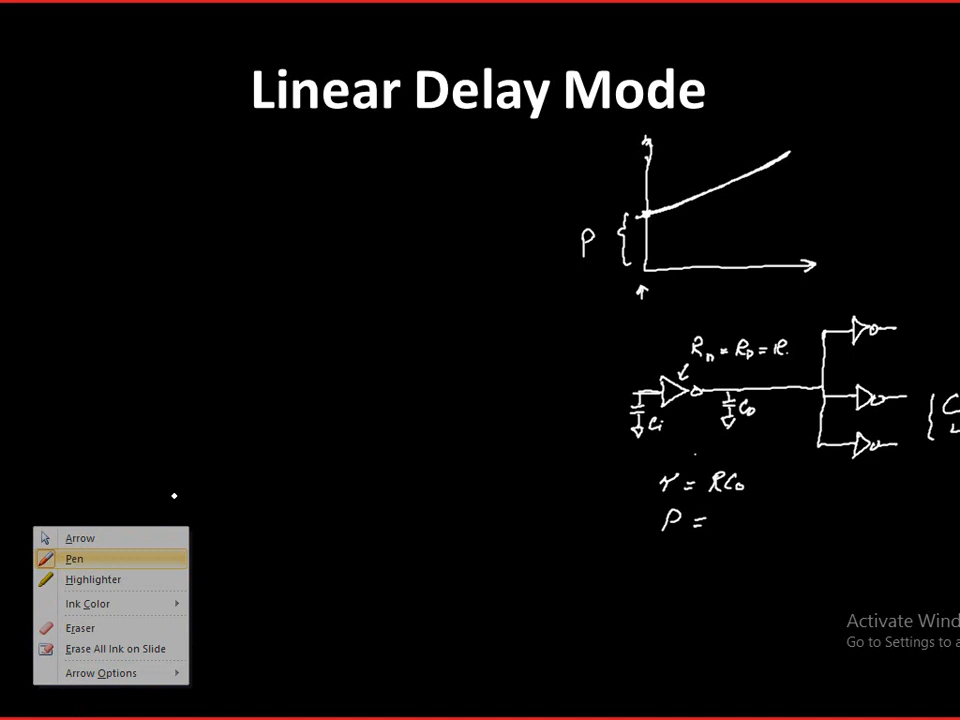 Linear Delay Mode
P
Rn = Rp = R.
Ci
Co
C
L
τ = RCo
P =
Arrow
Pen
Highlighter
Ink Color
Eraser
Erase All Ink on Slide
Arrow Options
Activate Wind
Go to Settings to a